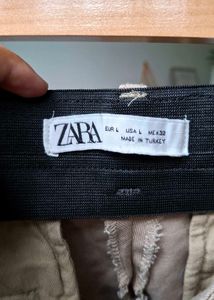 ZARA
EUR L USA L MEX 32
MADE IN TURKEY